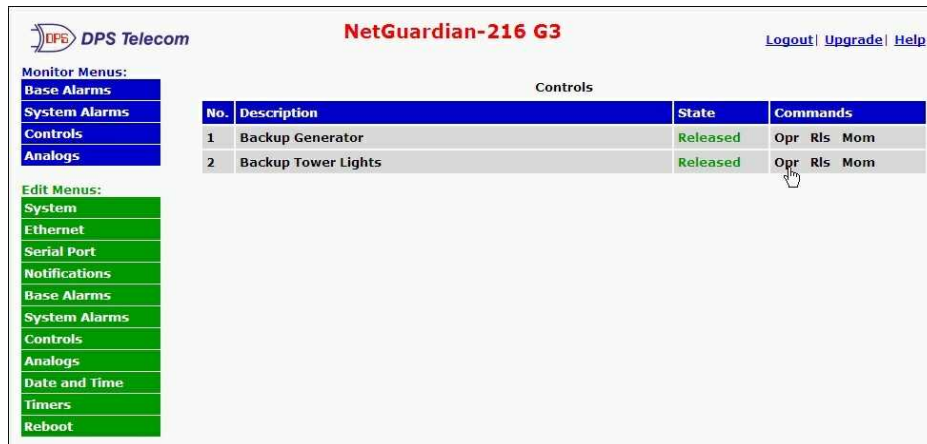 DPS DPS Telecom
NetGuardian-216 G3
Logout| Upgrade| Help
Monitor Menus:
Base Alarms
System Alarms
Controls
Analogs
Edit Menus:
System
Ethernet
Serial Port
Notifications
Base Alarms
System Alarms
Controls
Analogs
Date and Time
Timers
Reboot
Controls
No. Description State Commands
1 Backup Generator Released Opr Rls Mom
2 Backup Tower Lights Released Opr Rls Mom